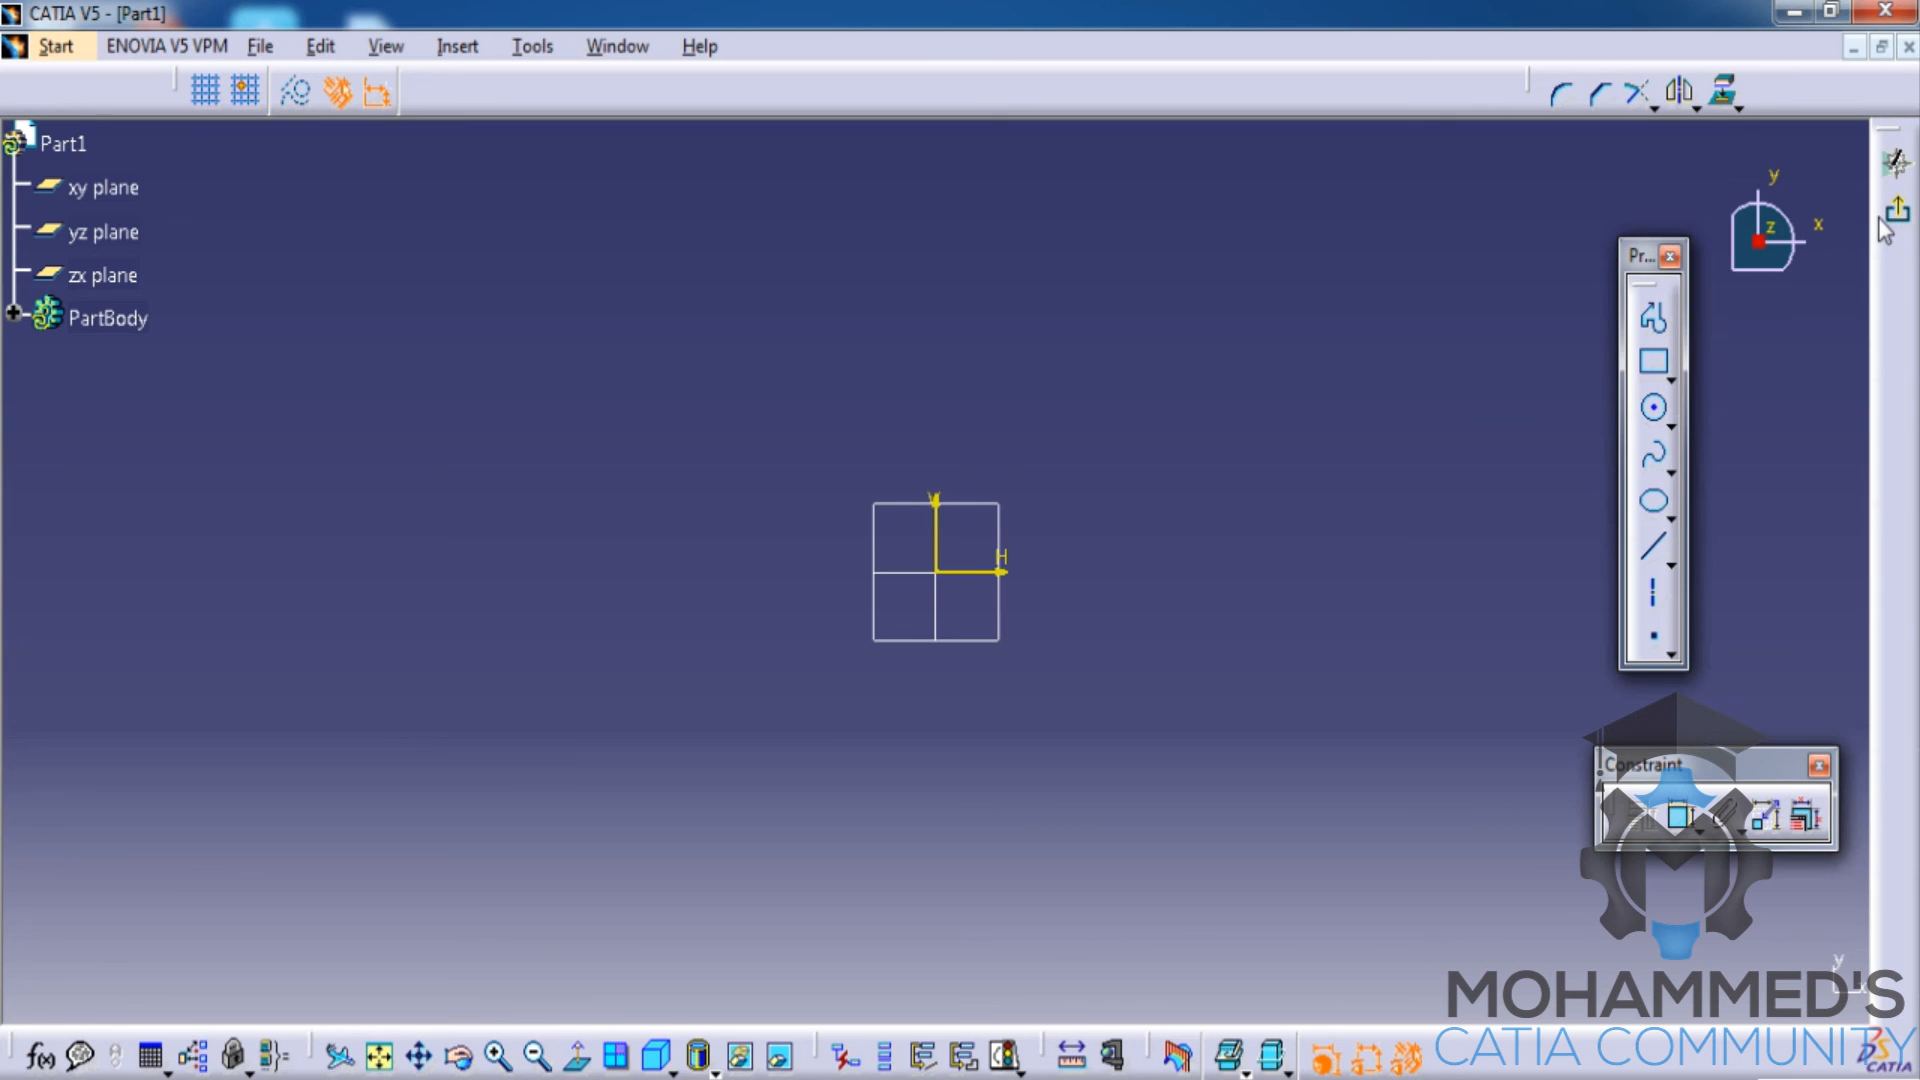 CATIA V5 - [Part1]
Start ENOVIA V5 VPM File Edit View Insert Tools Window Help
Part1
xy plane
yz plane
zx plane
PartBody
y
x
z
Pr...
V
H
Constraint
y
x
MOHAMMED'S
CATIA COMMUNITY
f(x)
CATIA